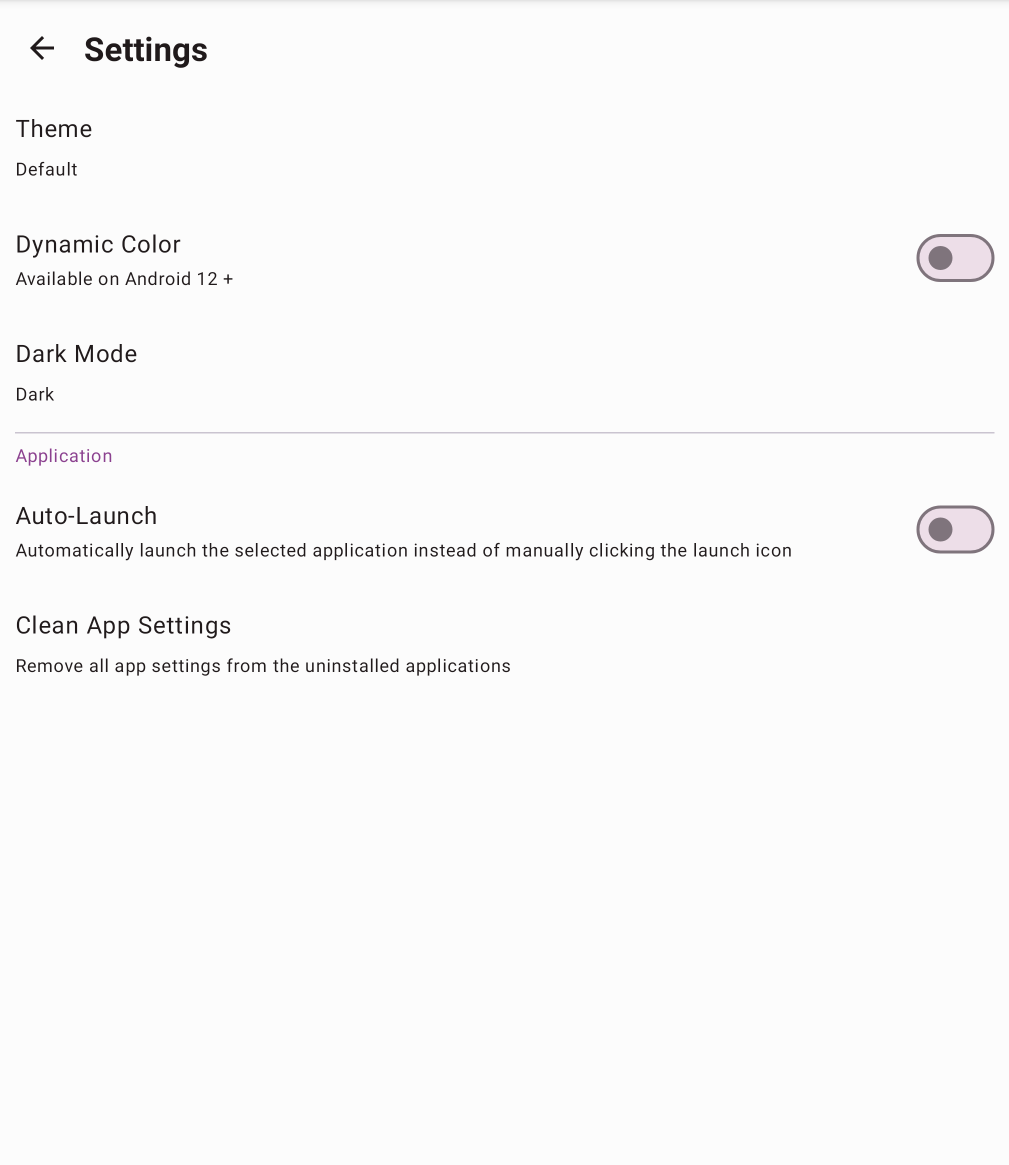 Settings
Theme
Default
Dynamic Color
Available on Android 12 +
Dark Mode
Dark
Application
Auto-Launch
Automatically launch the selected application instead of manually clicking the launch icon
Clean App Settings
Remove all app settings from the uninstalled applications